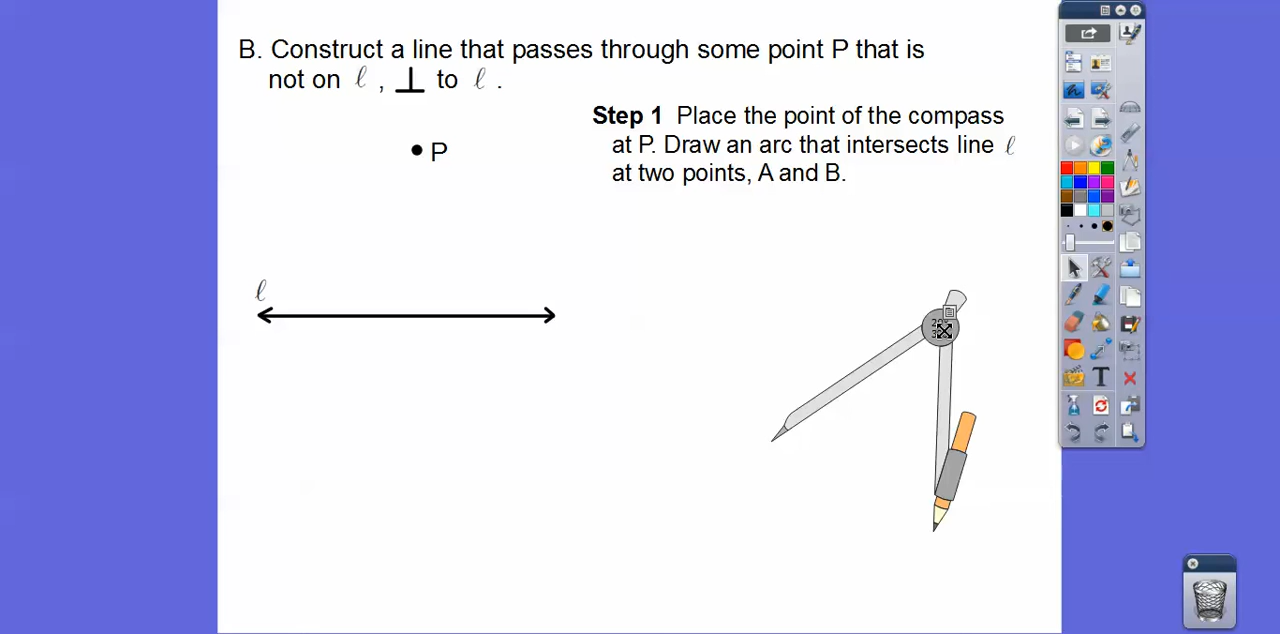 B. Construct a line that passes through some point P that is
not on ℓ , ⊥ to ℓ .
Step 1 Place the point of the compass
at P. Draw an arc that intersects line ℓ
at two points, A and B.
P
ℓ
T